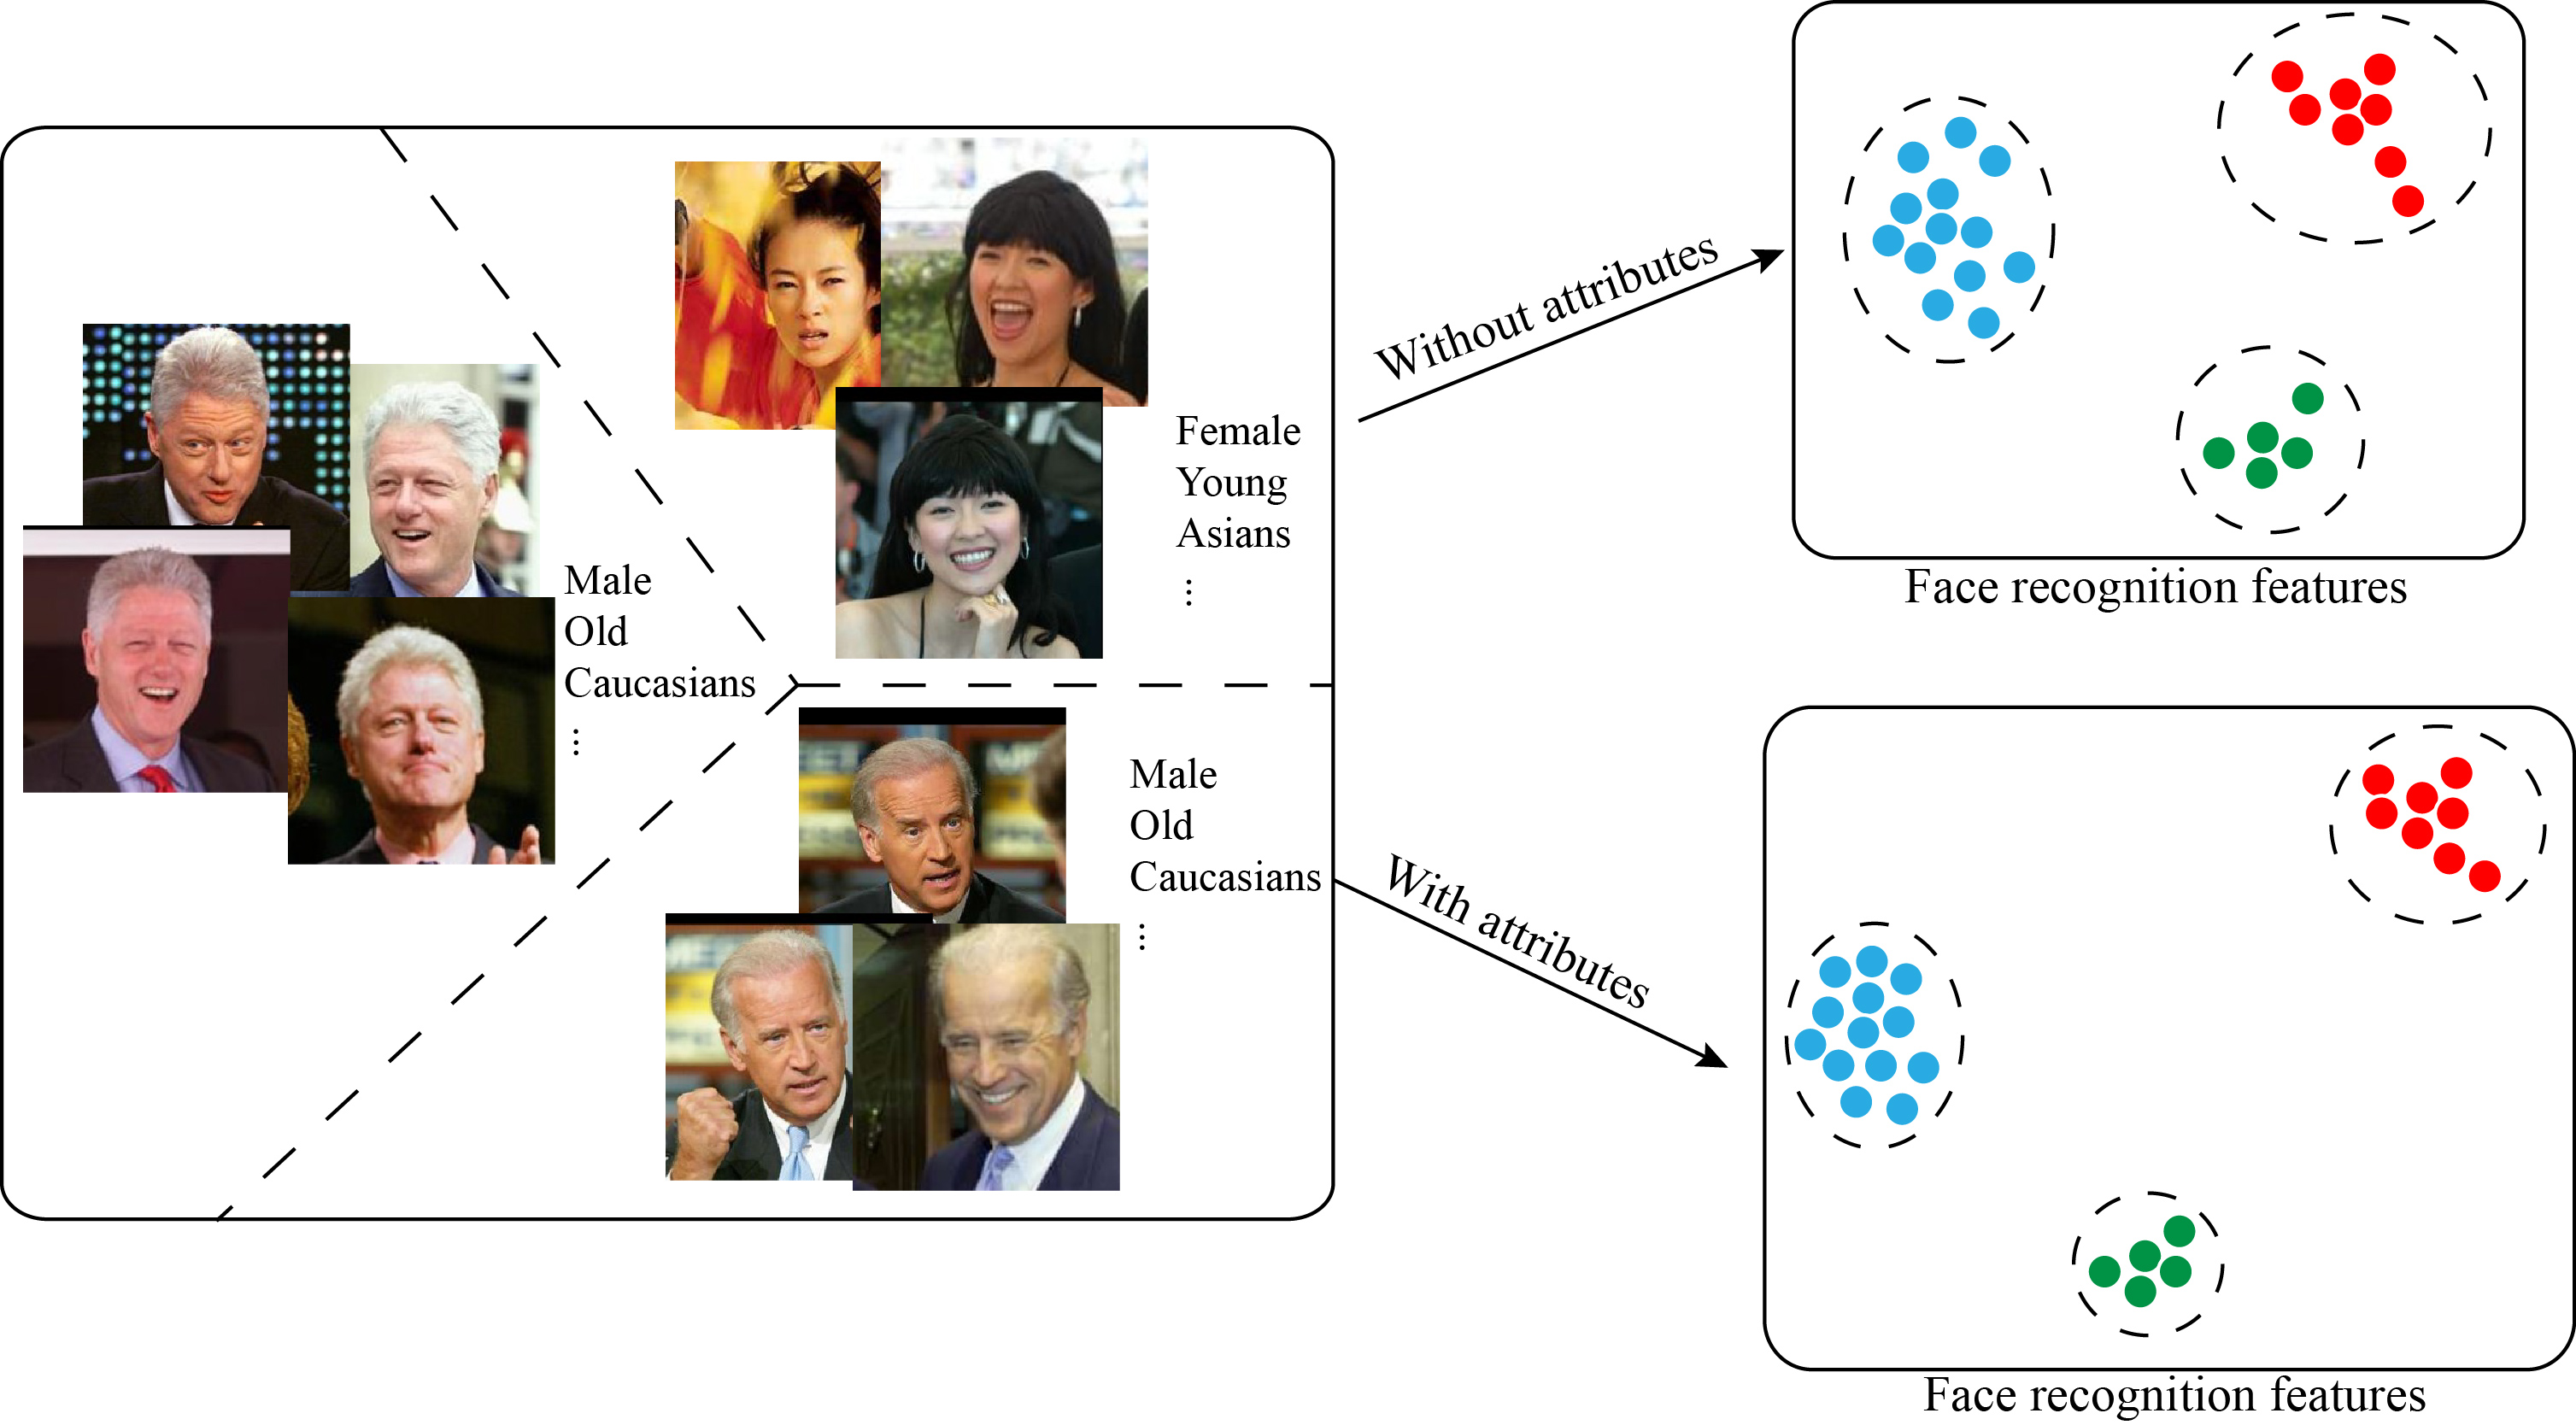 Female
Young
Asians
⋮
Male
Old
Caucasians
⋮
Male
Old
Caucasians
⋮
Without attributes
With attributes
Face recognition features
Face recognition features